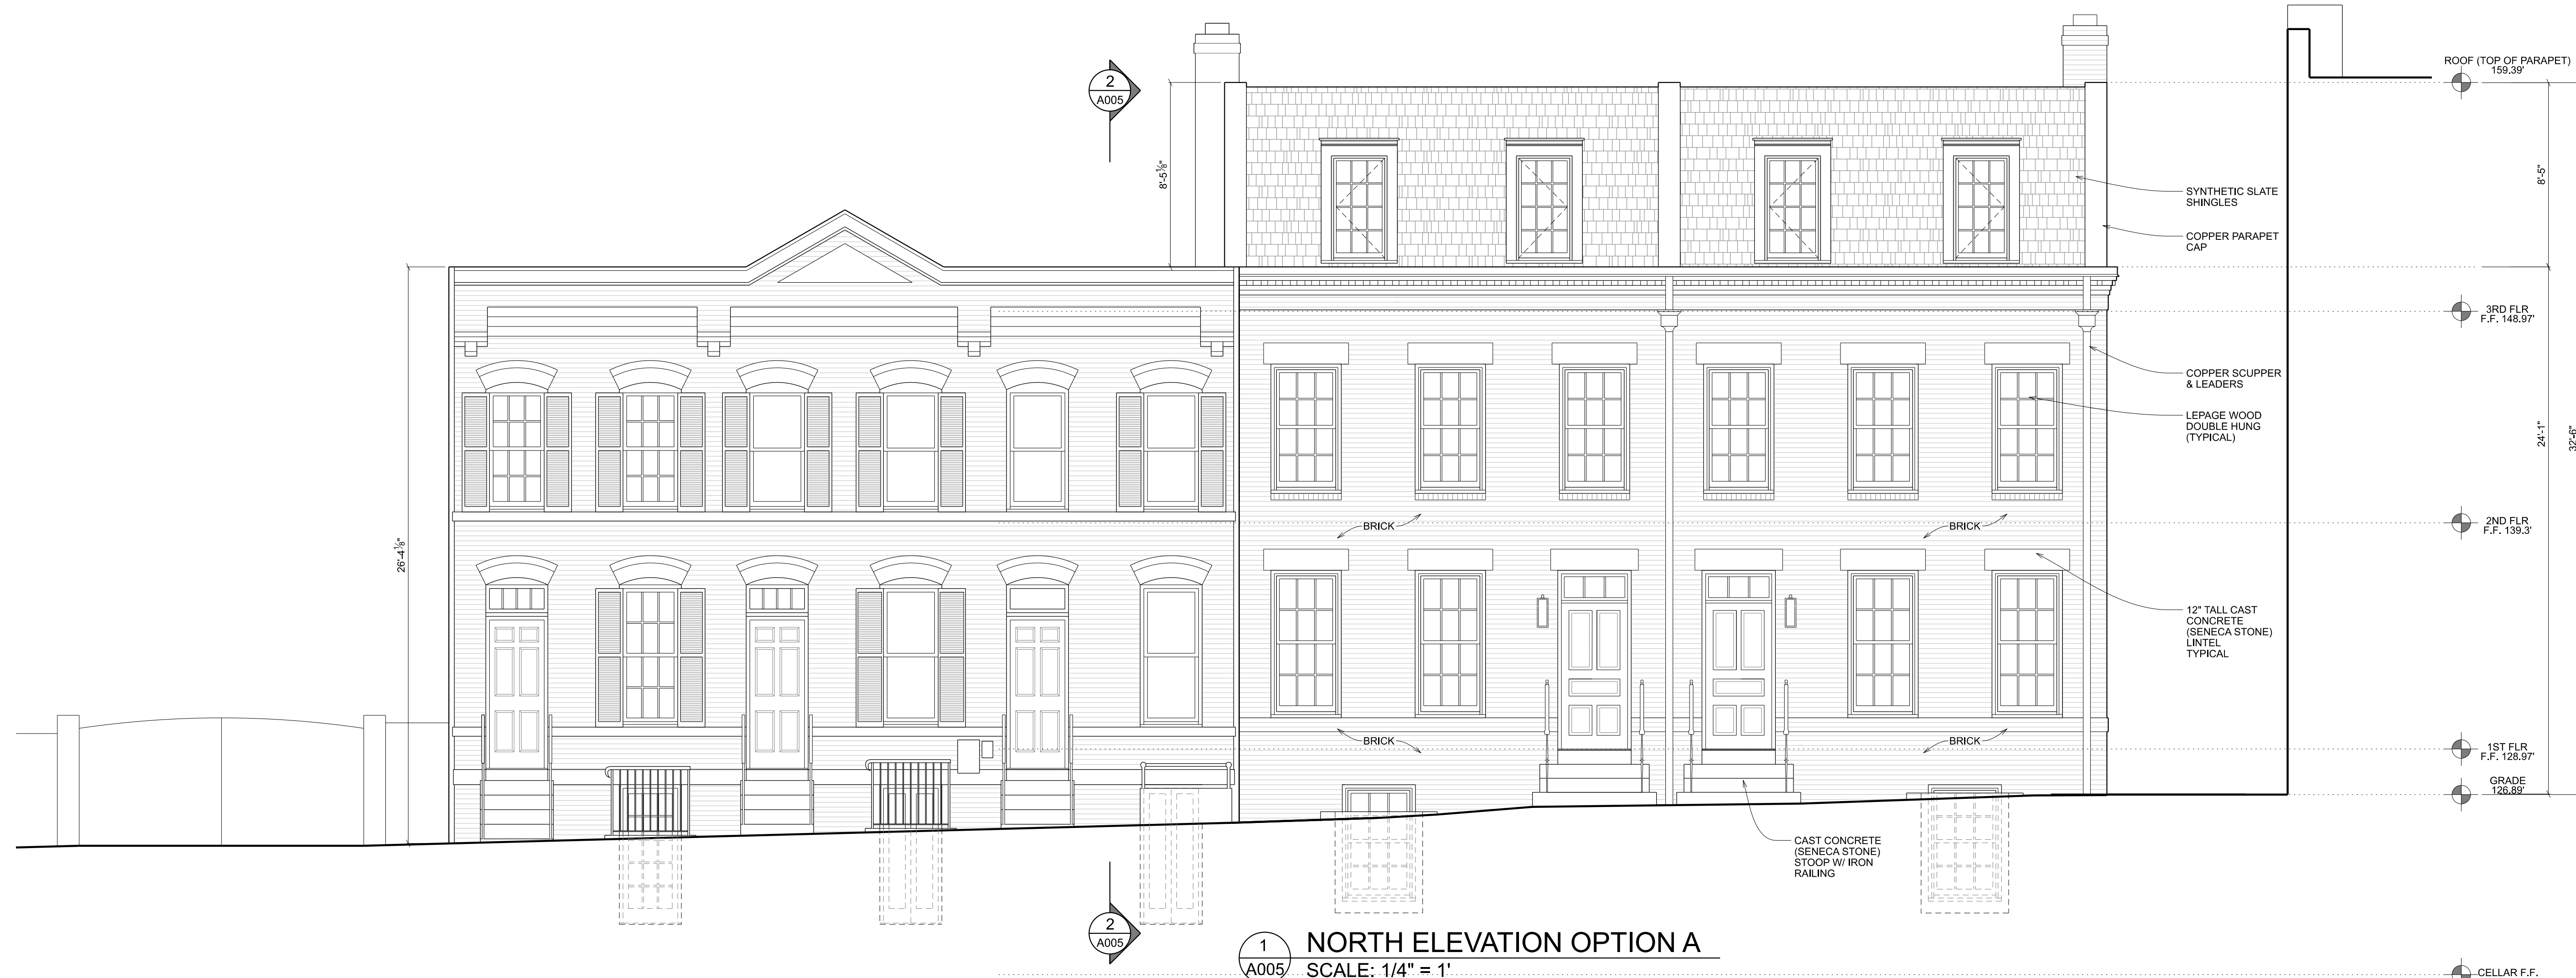 2
A005
ROOF (TOP OF PARAPET)
159.39'
8'-5⅞"
8'-5"
SYNTHETIC SLATE
SHINGLES
COPPER PARAPET
CAP
3RD FLR
F.F. 148.97'
COPPER SCUPPER
& LEADERS
LEPAGE WOOD
DOUBLE HUNG
(TYPICAL)
24'-1"
32'-6"
26'-4⅛"
BRICK
BRICK
2ND FLR
F.F. 139.3'
12" TALL CAST
CONCRETE
(SENECA STONE)
LINTEL
TYPICAL
BRICK
BRICK
1ST FLR
F.F. 128.97'
GRADE
126.89'
CAST CONCRETE
(SENECA STONE)
STOOP W/ IRON
RAILING
2
A005
1
A005
NORTH ELEVATION OPTION A
SCALE: 1/4" = 1'
CELLAR F.F.